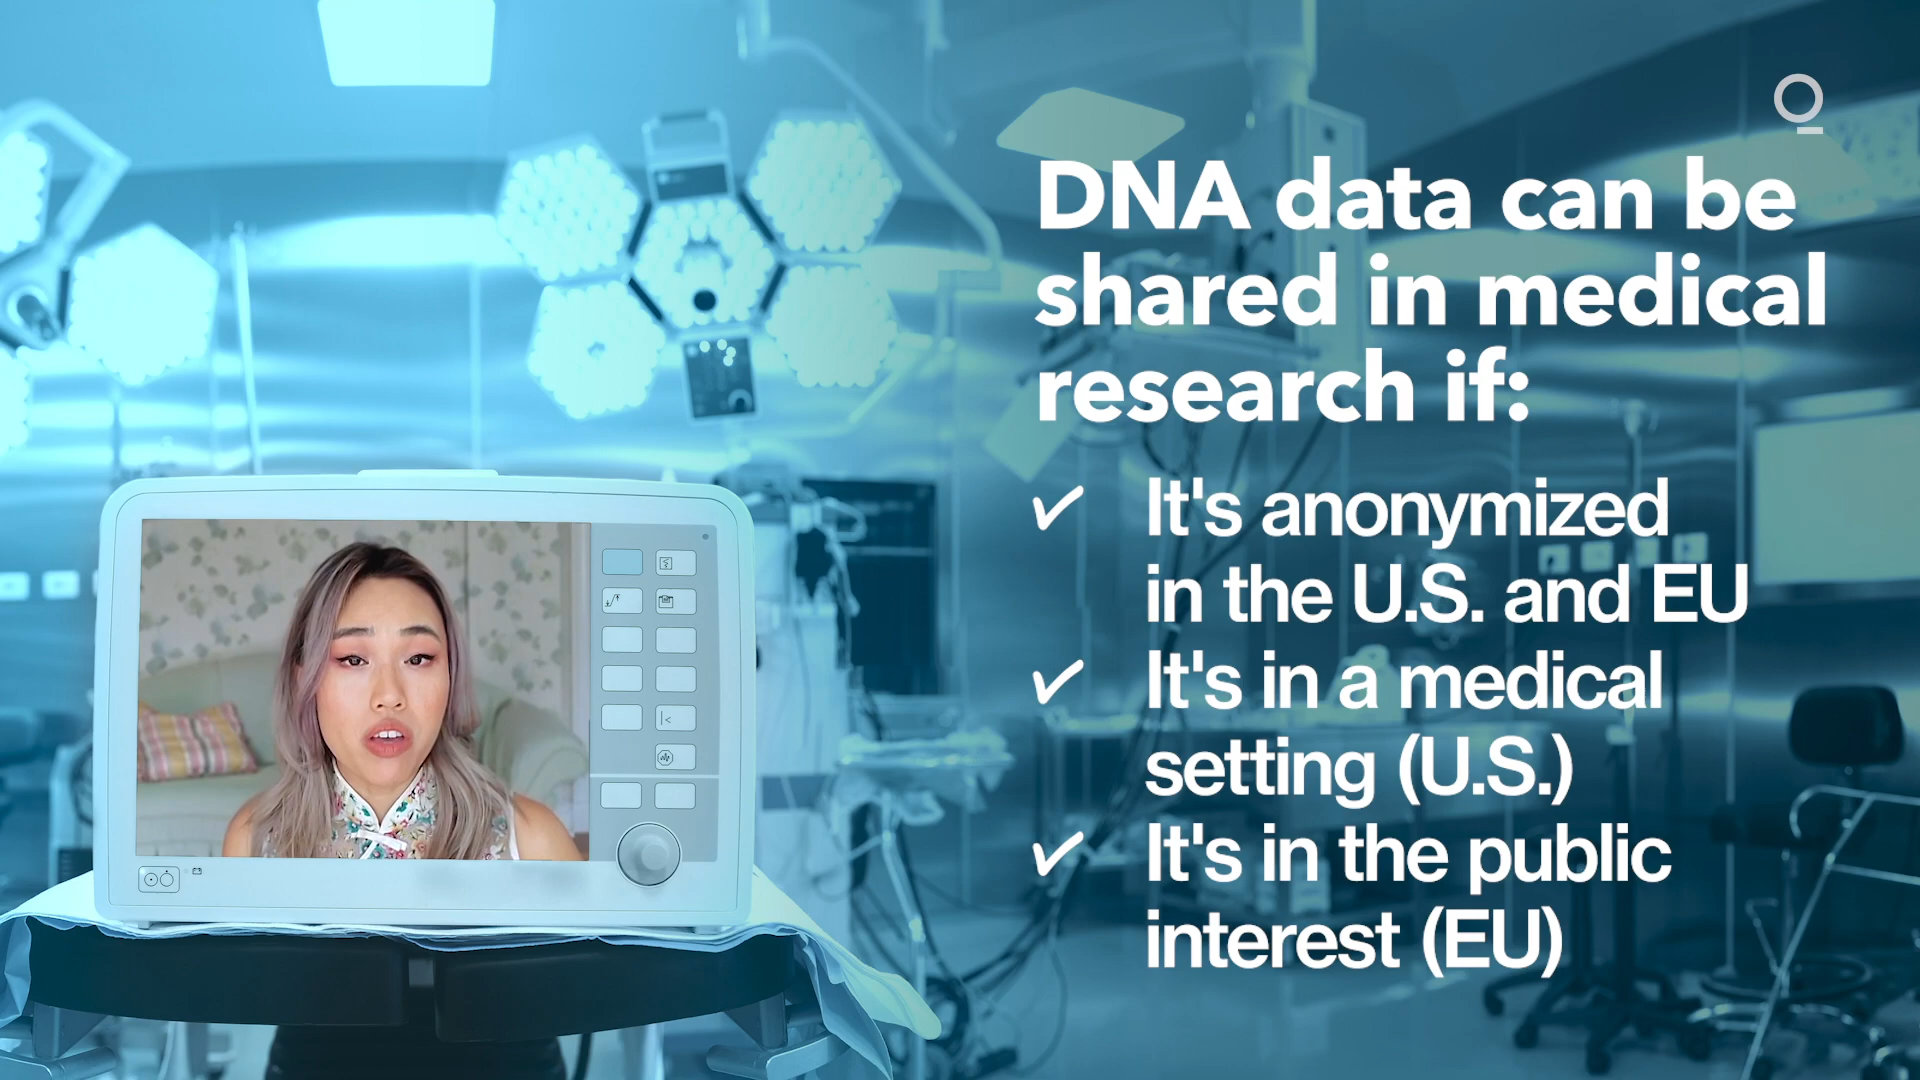 DNA data can be
shared in medical
research if:
✓ It's anonymized
in the U.S. and EU
✓ It's in a medical
setting (U.S.)
✓ It's in the public
interest (EU)